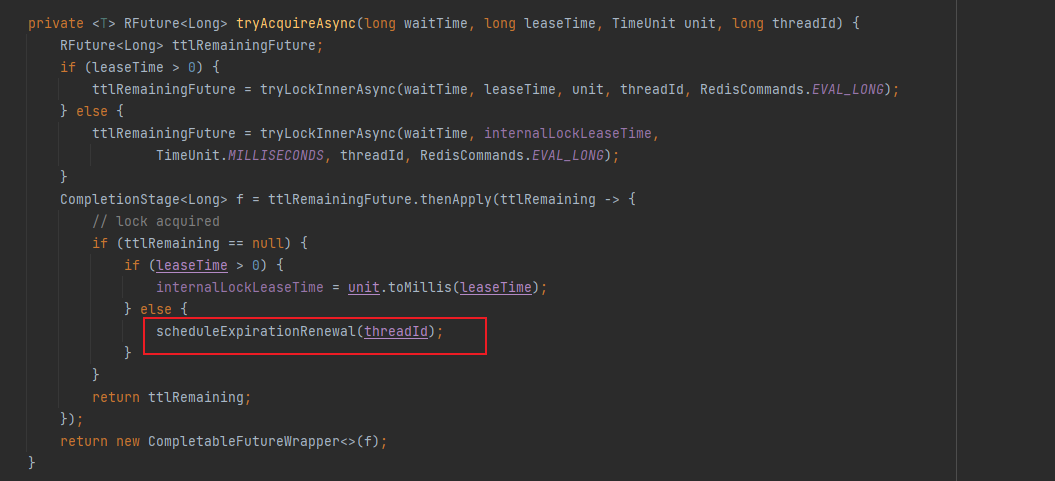 private <T> RFuture<Long> tryAcquireAsync(long waitTime, long leaseTime, TimeUnit unit, long threadId) {
    RFuture<Long> ttlRemainingFuture;
    if (leaseTime > 0) {
        ttlRemainingFuture = tryLockInnerAsync(waitTime, leaseTime, unit, threadId, RedisCommands.EVAL_LONG);
    } else {
        ttlRemainingFuture = tryLockInnerAsync(waitTime, internalLockLeaseTime,
                TimeUnit.MILLISECONDS, threadId, RedisCommands.EVAL_LONG);
    }
    CompletionStage<Long> f = ttlRemainingFuture.thenApply(ttlRemaining -> {
        // lock acquired
        if (ttlRemaining == null) {
            if (leaseTime > 0) {
                internalLockLeaseTime = unit.toMillis(leaseTime);
            } else {
                scheduleExpirationRenewal(threadId);
            }
        }
        return ttlRemaining;
    });
    return new CompletableFutureWrapper<>(f);
}